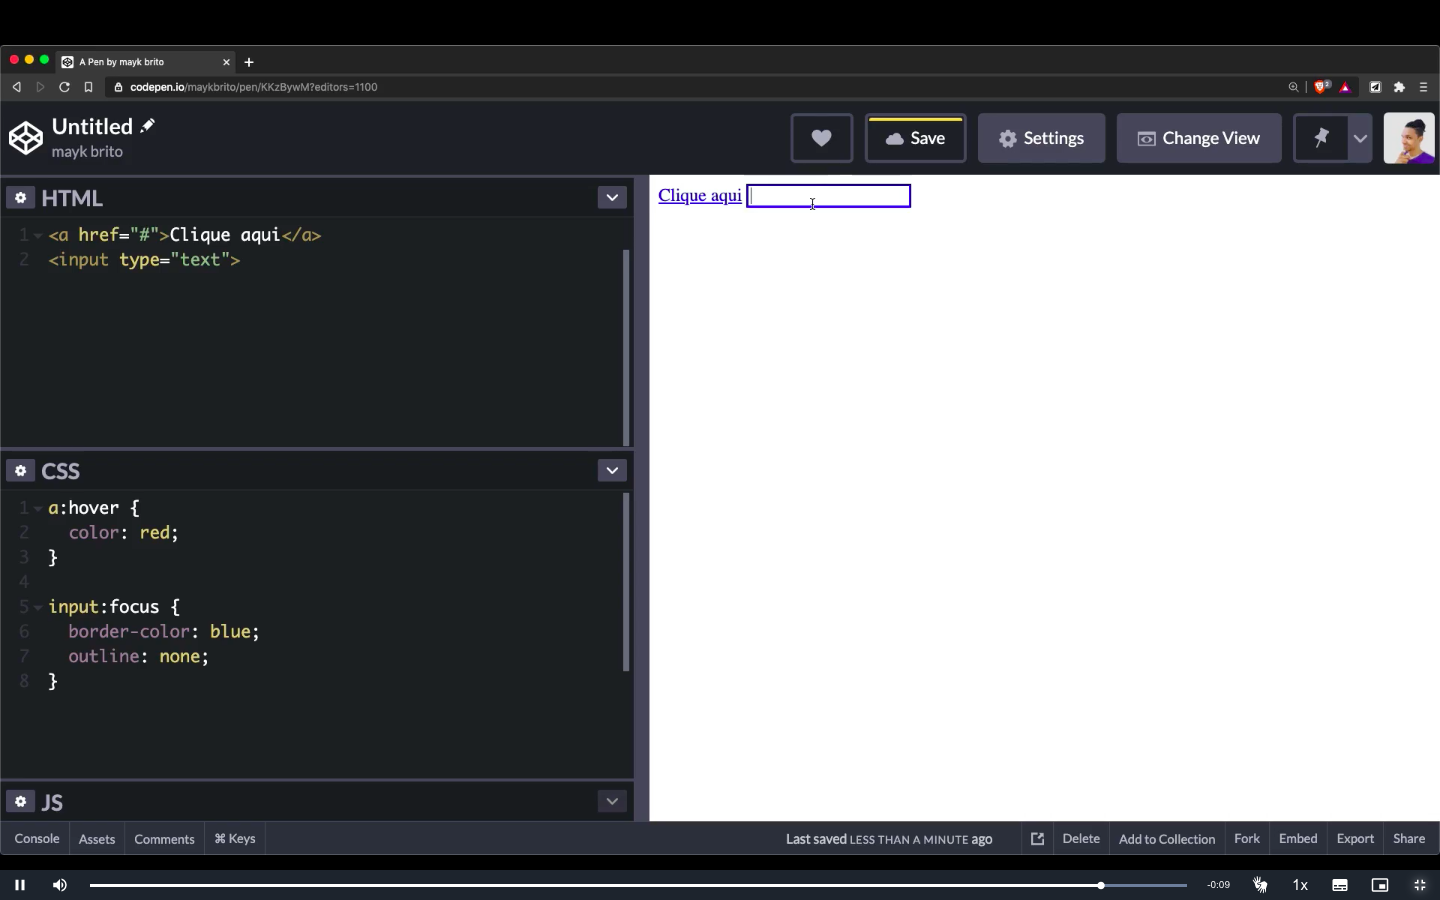 A Pen by mayk brito
codepen.io/maykbrito/pen/KKzBywM?editors=1100
Untitled
mayk brito
Save
Settings
Change View
HTML
1 <a href="#">Clique aqui</a>
2 <input type="text">
Clique aqui
CSS
1 a:hover {
2 color: red;
3 }
4
5 input:focus {
6 border-color: blue;
7 outline: none;
8 }
JS
Console Assets Comments ⌘ Keys
Last saved LESS THAN A MINUTE ago
Delete Add to Collection Fork Embed Export Share
-0:09 1x